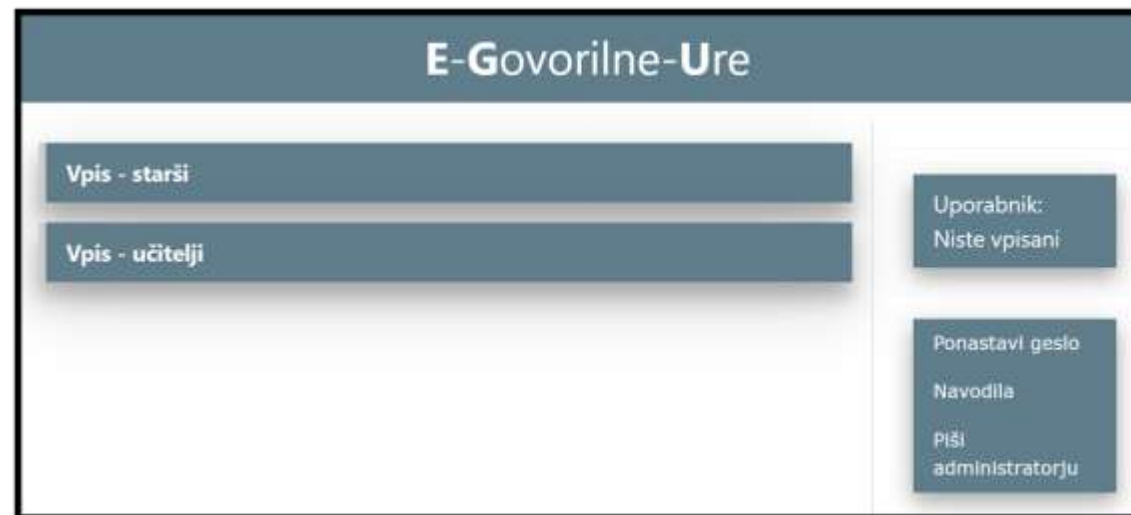 E-Govorilne-Ure
Vpis - starši
Vpis - učitelji
Uporabnik:
Niste vpisani
Ponastavi geslo
Navodila
Piši
administratorju